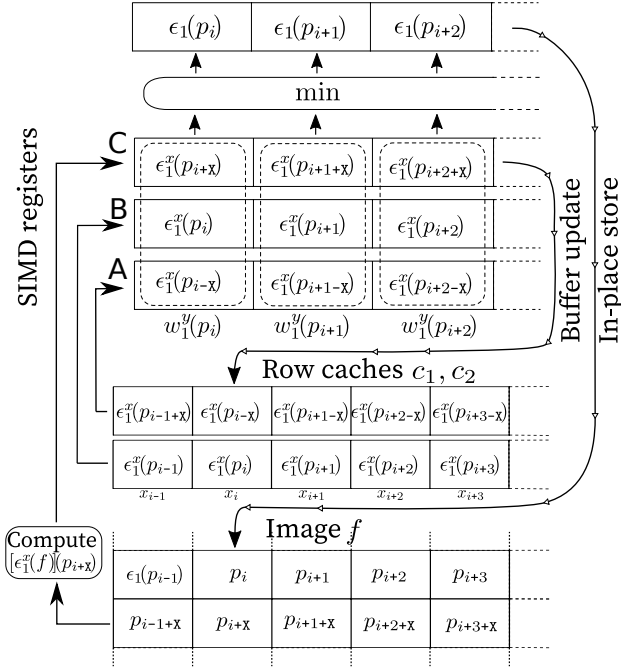 ϵ₁(pᵢ) ϵ₁(pᵢ₊₁) ϵ₁(pᵢ₊₂)
min
C
ϵ₁ˣ(pᵢ₊X) ϵ₁ˣ(pᵢ₊₁₊X) ϵ₁ˣ(pᵢ₊₂₊X)
B
ϵ₁ˣ(pᵢ) ϵ₁ˣ(pᵢ₊₁) ϵ₁ˣ(pᵢ₊₂)
A
ϵ₁ˣ(pᵢ₋X) ϵ₁ˣ(pᵢ₊₁₋X) ϵ₁ˣ(pᵢ₊₂₋X)
w₁ʸ(pᵢ) w₁ʸ(pᵢ₊₁) w₁ʸ(pᵢ₊₂)
SIMD registers
Buffer update
In-place store
Row caches c₁, c₂
ϵ₁ˣ(pᵢ₋₁₊X) ϵ₁ˣ(pᵢ₋X) ϵ₁ˣ(pᵢ₊₁₋X) ϵ₁ˣ(pᵢ₊₂₋X) ϵ₁ˣ(pᵢ₊₃₋X)
ϵ₁ˣ(pᵢ₋₁) ϵ₁ˣ(pᵢ) ϵ₁ˣ(pᵢ₊₁) ϵ₁ˣ(pᵢ₊₂) ϵ₁ˣ(pᵢ₊₃)
xᵢ₋₁ xᵢ xᵢ₊₁ xᵢ₊₂ xᵢ₊₃
Image f
Compute
[ϵ₁ˣ(f)](pᵢ₊X)
ϵ₁(pᵢ₋₁) pᵢ pᵢ₊₁ pᵢ₊₂ pᵢ₊₃
pᵢ₋₁₊X pᵢ₊X pᵢ₊₁₊X pᵢ₊₂₊X pᵢ₊₃₊X